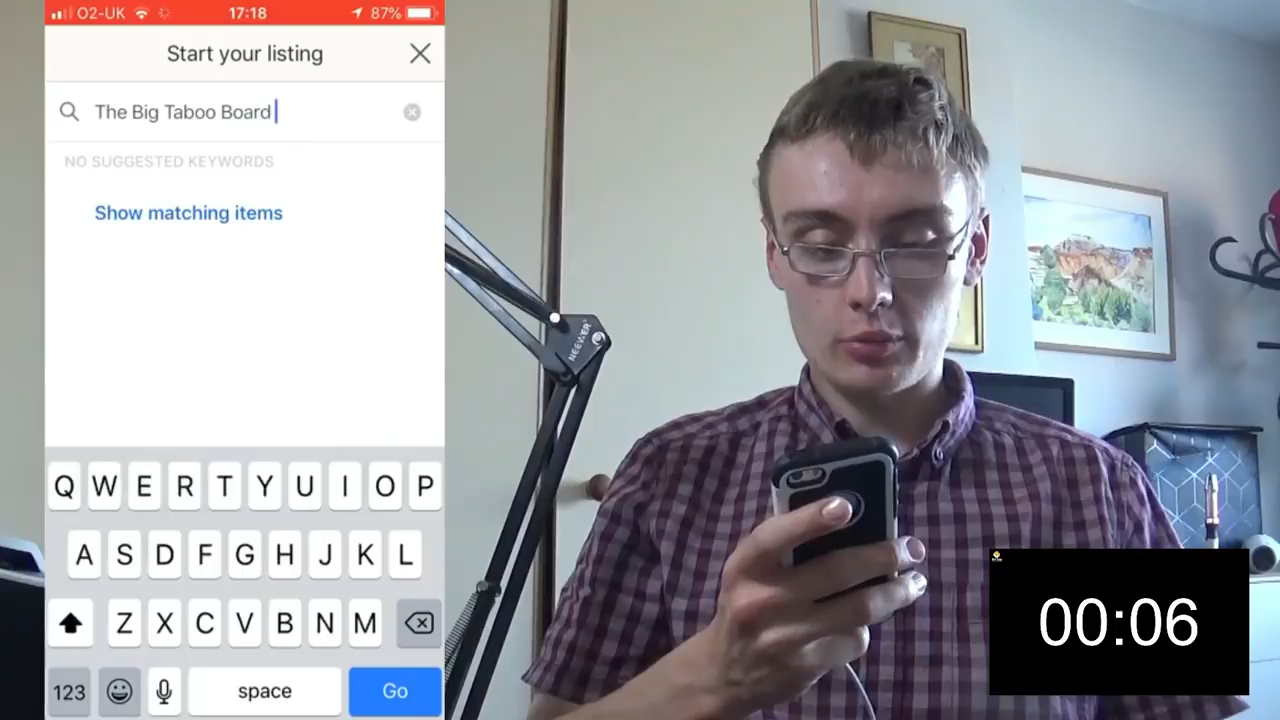 O2-UK 17:18 87%
Start your listing
The Big Taboo Board
NO SUGGESTED KEYWORDS
Show matching items
Q W E R T Y U I O P
A S D F G H J K L
Z X C V B N M
123 space Go
NEEWER
00:06